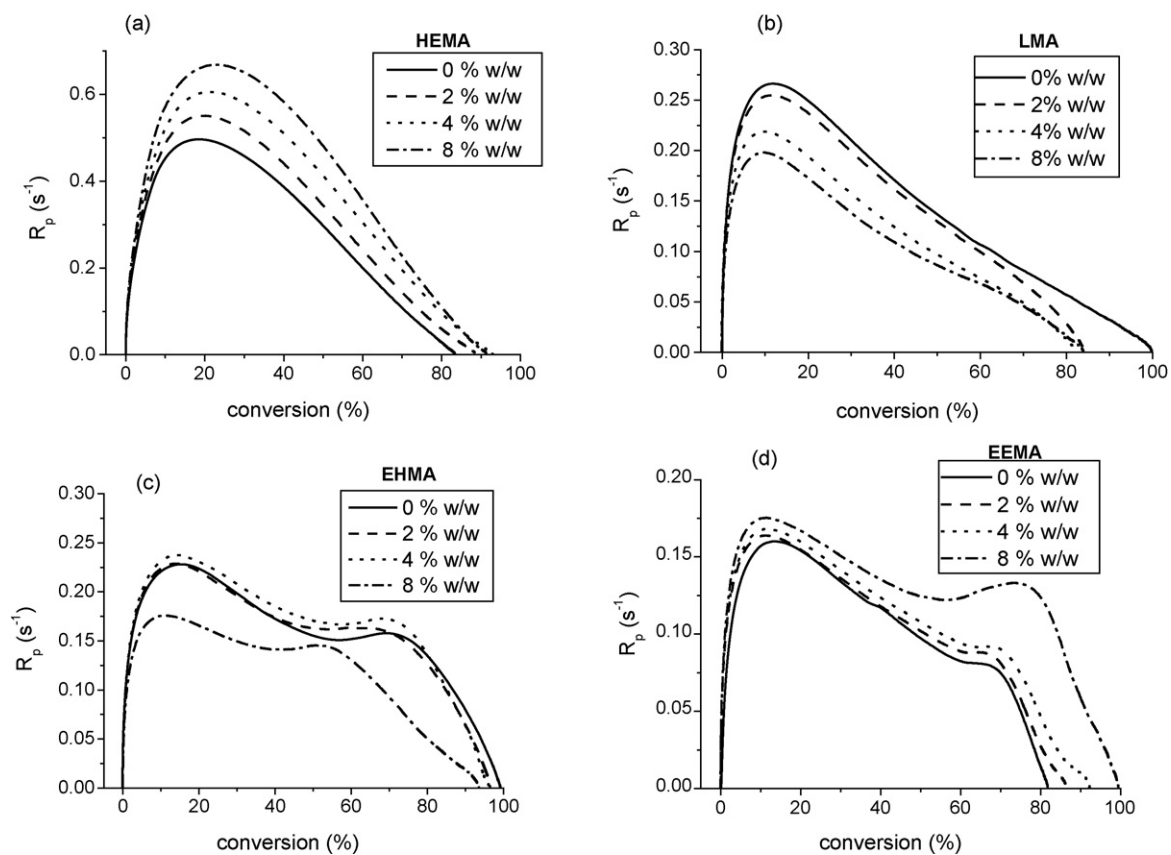 (a)
HEMA
0 % w/w
2 % w/w
4 % w/w
8 % w/w
0.6
0.4
0.2
0.0
Rp (s-1)
0 20 40 60 80 100
conversion (%)
(b)
LMA
0% w/w
2% w/w
4% w/w
8% w/w
0.30
0.25
0.20
0.15
0.10
0.05
0.00
Rp (s-1)
0 20 40 60 80 100
conversion (%)
(c)
EHMA
0 % w/w
2 % w/w
4 % w/w
8 % w/w
0.30
0.25
0.20
0.15
0.10
0.05
0.00
Rp (s-1)
0 20 40 60 80 100
conversion (%)
(d)
EEMA
0 % w/w
2 % w/w
4 % w/w
8 % w/w
0.20
0.15
0.10
0.05
0.00
Rp (s-1)
0 20 40 60 80 100
conversion (%)